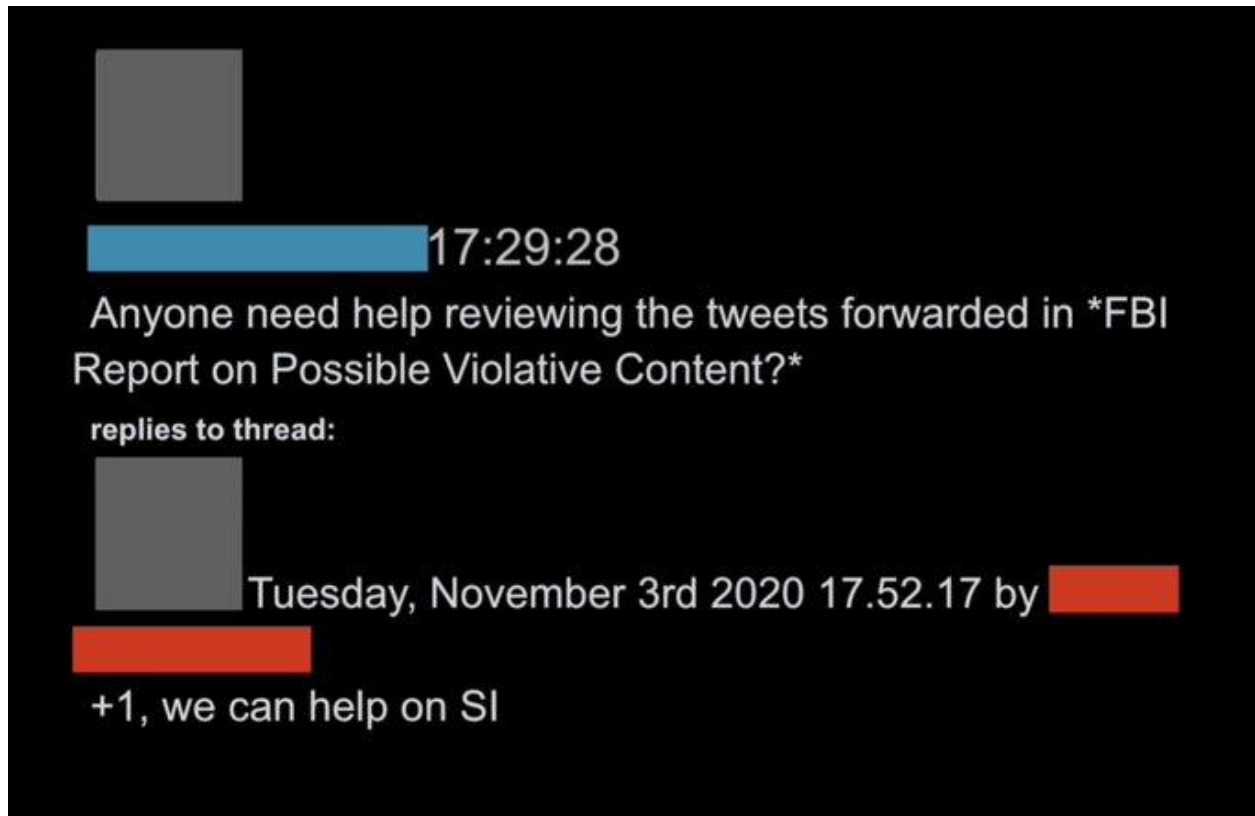 17:29:28
Anyone need help reviewing the tweets forwarded in *FBI
Report on Possible Violative Content?*
replies to thread:
Tuesday, November 3rd 2020 17.52.17 by
+1, we can help on SI